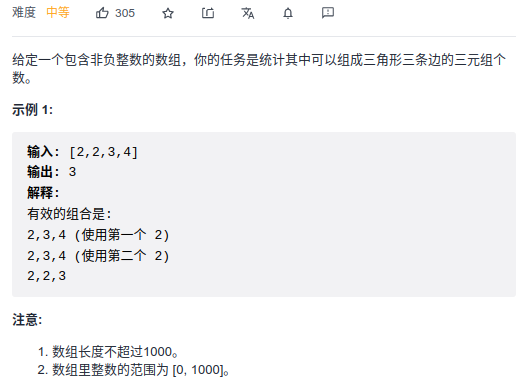 难度 中等 305
给定一个包含非负整数的数组，你的任务是统计其中可以组成三角形三条边的三元组个
数。
示例 1:
输入: [2,2,3,4]
输出: 3
解释:
有效的组合是:
2,3,4 (使用第一个 2)
2,3,4 (使用第二个 2)
2,2,3
注意:
1. 数组长度不超过1000。
2. 数组里整数的范围为 [0, 1000]。